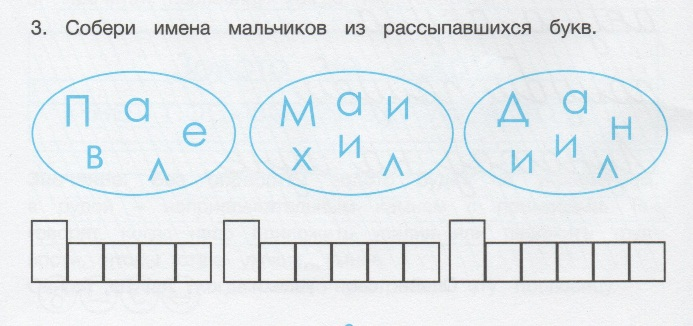 3. Собери имена мальчиков из рассыпавшихся букв.
П а е в л
М а и х и л
Д а н и и л